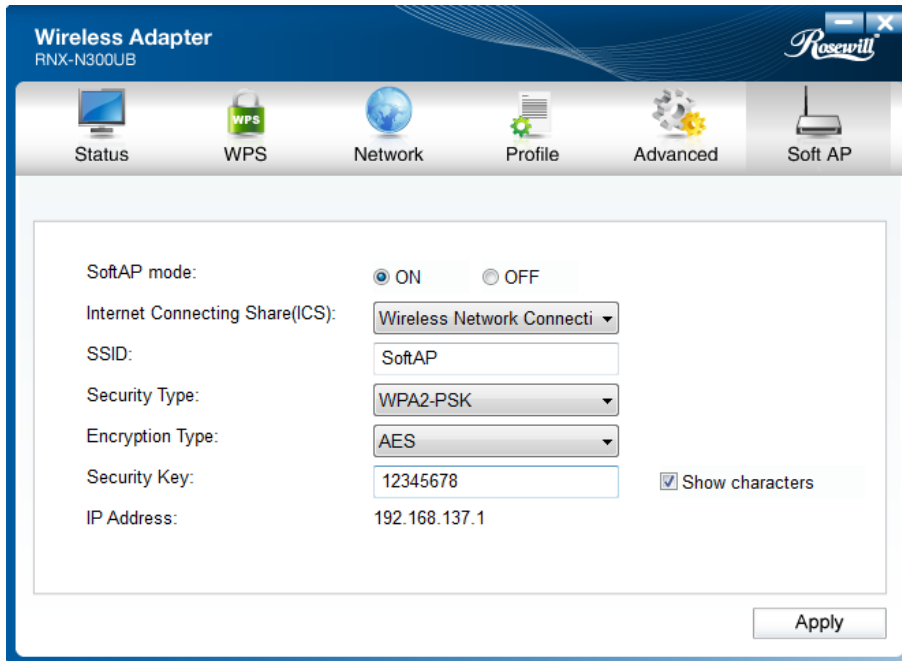 Wireless Adapter
RNX-N300UB
Rosewill
WPS
Status WPS Network Profile Advanced Soft AP
SoftAP mode: ON OFF
Internet Connecting Share(ICS): Wireless Network Connecti
SSID: SoftAP
Security Type: WPA2-PSK
Encryption Type: AES
Security Key: 12345678 Show characters
IP Address: 192.168.137.1
Apply